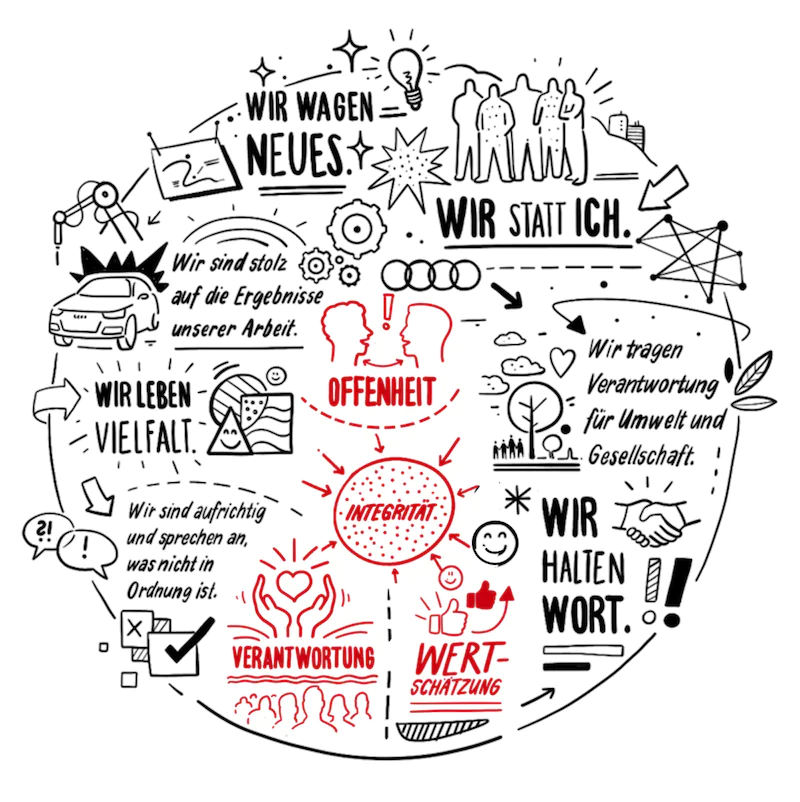 WIR WAGEN
NEUES.
WIR STATT ICH.
Wir sind stolz
auf die Ergebnisse
unserer Arbeit.
OFFENHEIT
Wir tragen
Verantwortung
für Umwelt und
Gesellschaft.
WIR LEBEN
VIELFALT.
INTEGRITÄT
Wir sind aufrichtig
und sprechen an,
was nicht in
Ordnung ist.
?!
!
WIR
HALTEN
WORT.
VERANTWORTUNG
WERT-
SCHÄTZUNG